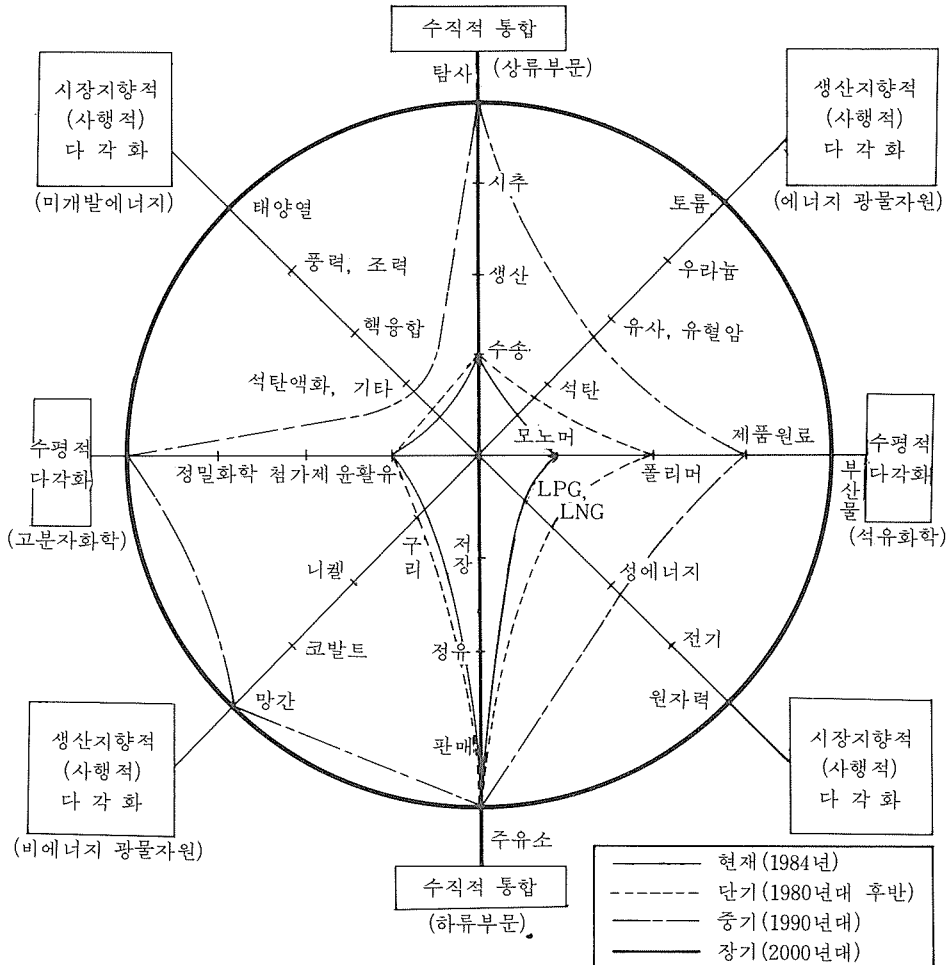 수직적 통합
(상류부문)
탐사
시장지향적
(사행적)
다 각 화
(미개발에너지)
생산지향적
(사행적)
다 각 화
(에너지 광물자원)
태양열
시추
토륨
풍력, 조력
생산
우라늄
핵융합
수송
유사, 유혈암
석탄액화, 기타
석탄
수평적
다각화
(고분자화학)
정밀화학 첨가제 윤활유
모노머
폴리머
제품원료
부산물
수평적
다각화
(석유화학)
LPG,
LNG
구리
저장
니켈
성에너지
코발트
정유
전기
망간
원자력
판매
생산지향적
(사행적)
다 각 화
(비에너지 광물자원)
시장지향적
(사행적)
다 각 화
주유소
수직적 통합
(하류부문)
현재(1984년)
단기(1980년대 후반)
중기(1990년대)
장기(2000년대)